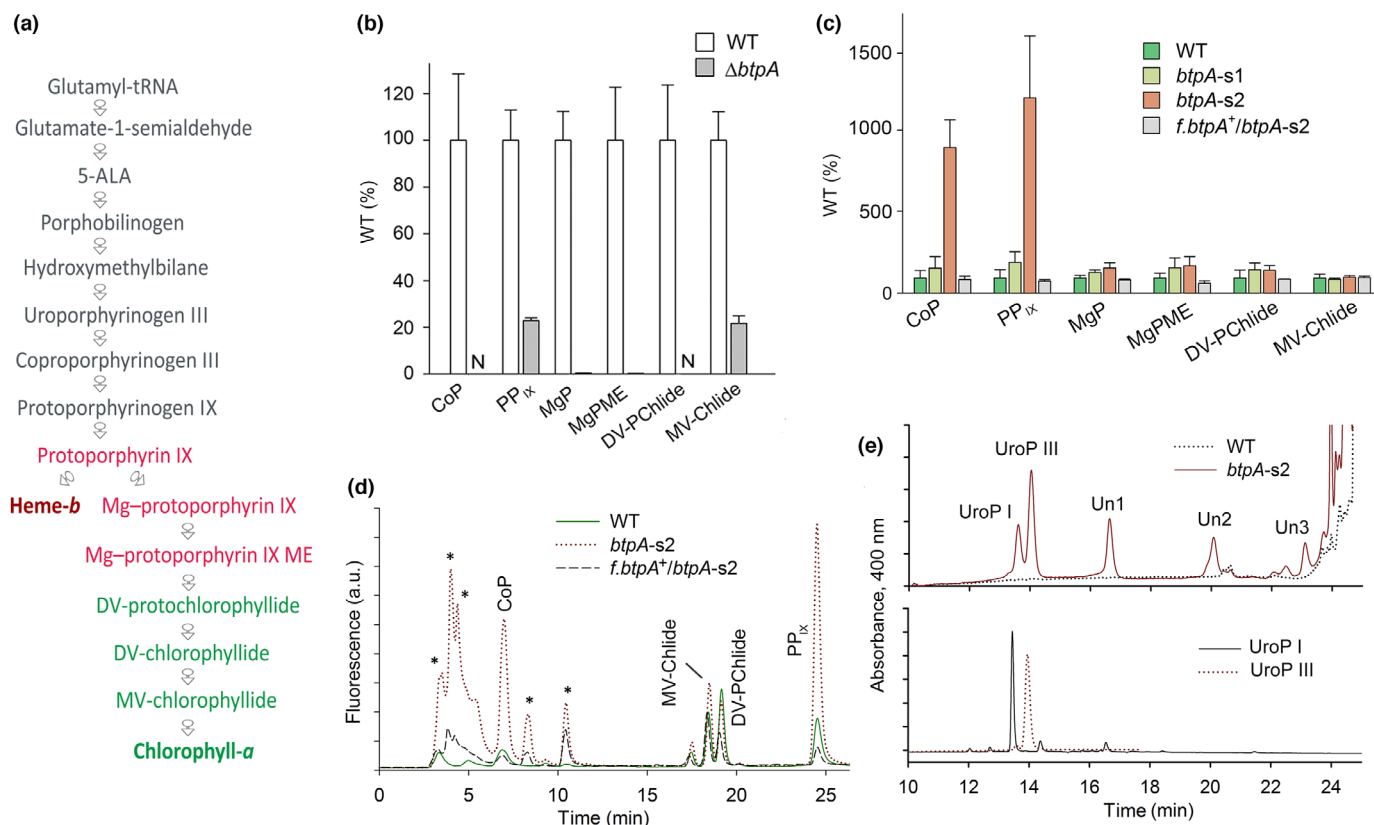 (a)
Glutamyl-tRNA
Glutamate-1-semialdehyde
5-ALA
Porphobilinogen
Hydroxymethylbilane
Uroporphyrinogen III
Coproporphyrinogen III
Protoporphyrinogen IX
Protoporphyrin IX
Heme-b Mg–protoporphyrin IX
Mg–protoporphyrin IX ME
DV-protochlorophyllide
DV-chlorophyllide
MV-chlorophyllide
Chlorophyll-a
(b)
WT
ΔbtpA
WT (%)
120
100
80
60
40
20
0
N
N
CoP
PP IX
MgP
MgPME
DV-PChlide
MV-Chlide
(c)
WT
btpA-s1
btpA-s2
f.btpA+/btpA-s2
WT (%)
1500
1000
500
0
CoP
PP IX
MgP
MgPME
DV-PChlide
MV-Chlide
(d)
WT
btpA-s2
f.btpA+/btpA-s2
Fluorescence (a.u.)
*
*
*
CoP
*
*
MV-Chlide
DV-PChlide
PP IX
0 5 10 15 20 25
Time (min)
(e)
WT
btpA-s2
UroP III
UroP I
Un1
Un2
Un3
Absorbance, 400 nm
UroP I
UroP III
10 12 14 16 18 20 22 24
Time (min)